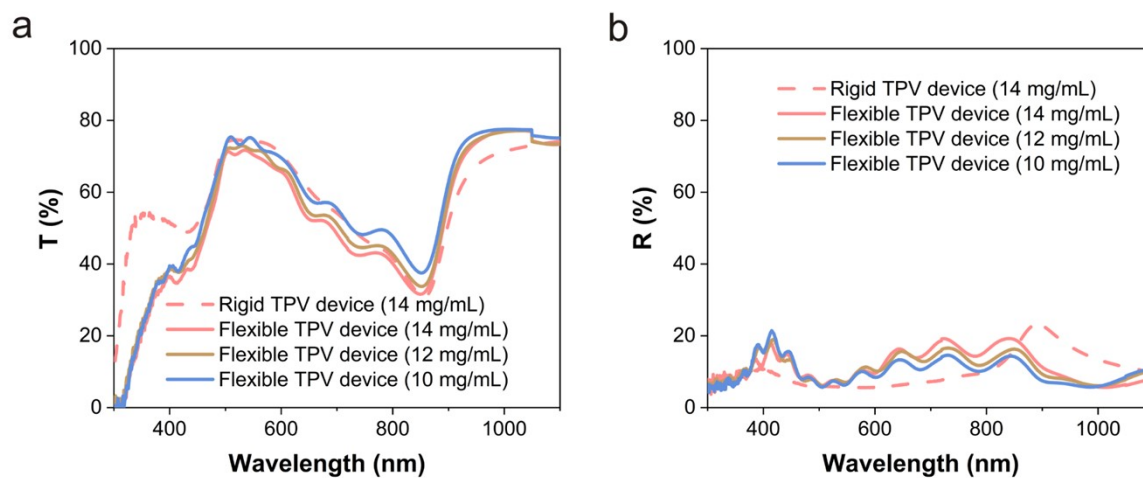 a
100
80
60
40
20
0
T (%)
Rigid TPV device (14 mg/mL)
Flexible TPV device (14 mg/mL)
Flexible TPV device (12 mg/mL)
Flexible TPV device (10 mg/mL)
400 600 800 1000
Wavelength (nm)
b
100
80
60
40
20
0
R (%)
Rigid TPV device (14 mg/mL)
Flexible TPV device (14 mg/mL)
Flexible TPV device (12 mg/mL)
Flexible TPV device (10 mg/mL)
400 600 800 1000
Wavelength (nm)